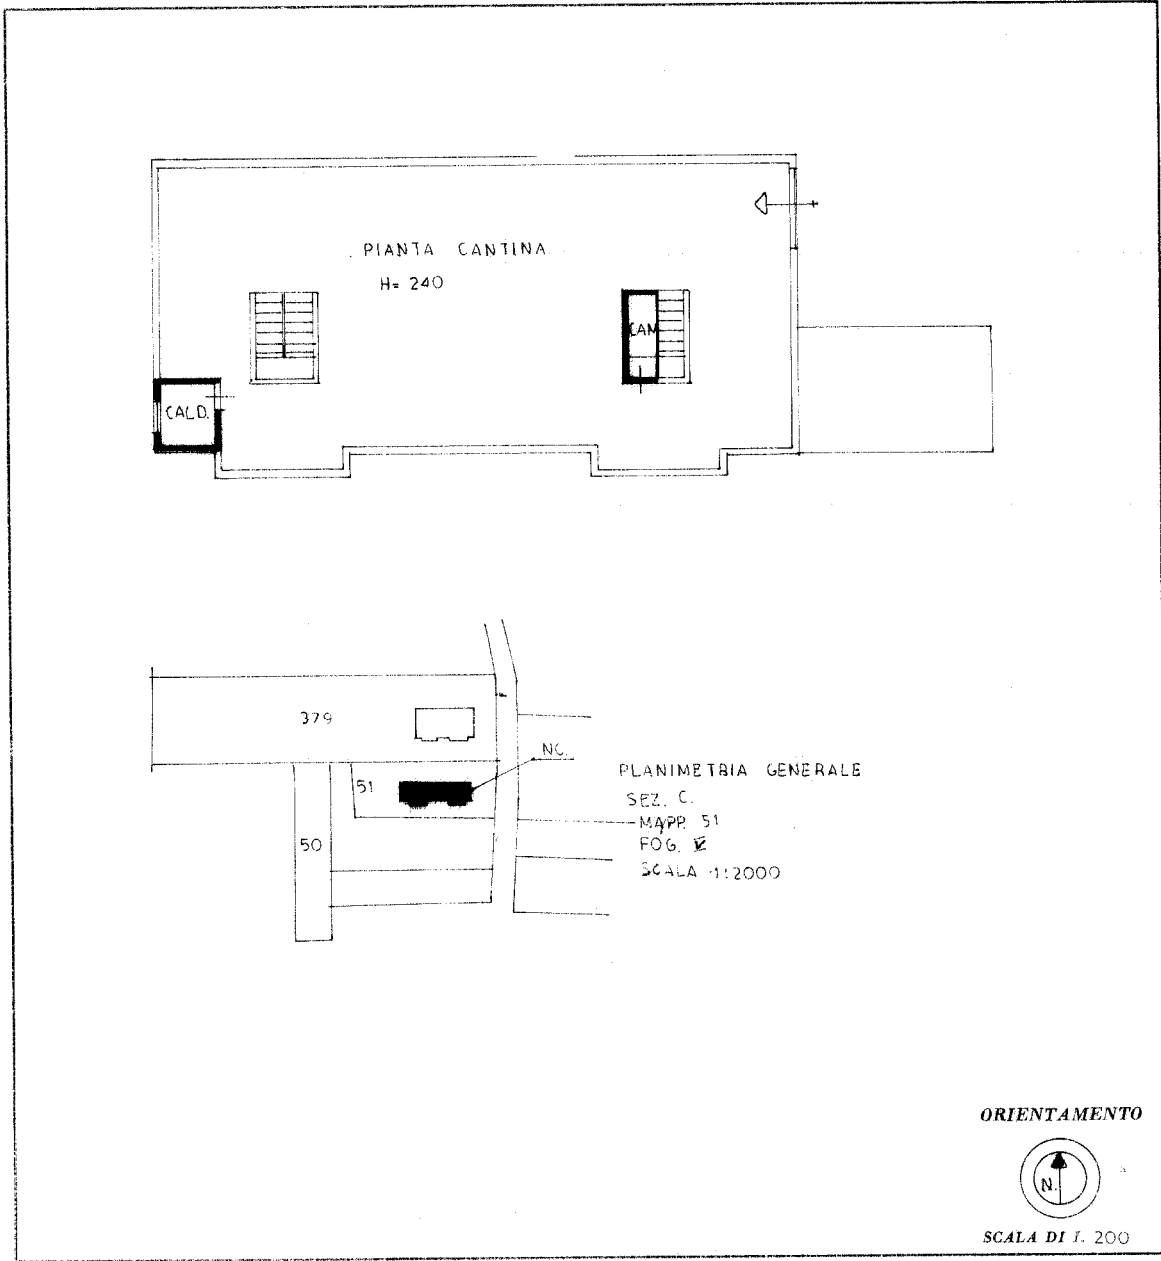 PIANTA CANTINA
H= 240
CAN
CALD.
379
NC.
51
50
PLANIMETRIA GENERALE
SEZ. C.
MAPP. 51
FOG. V
SCALA 1:2000
ORIENTAMENTO
N.
SCALA DI 1: 200